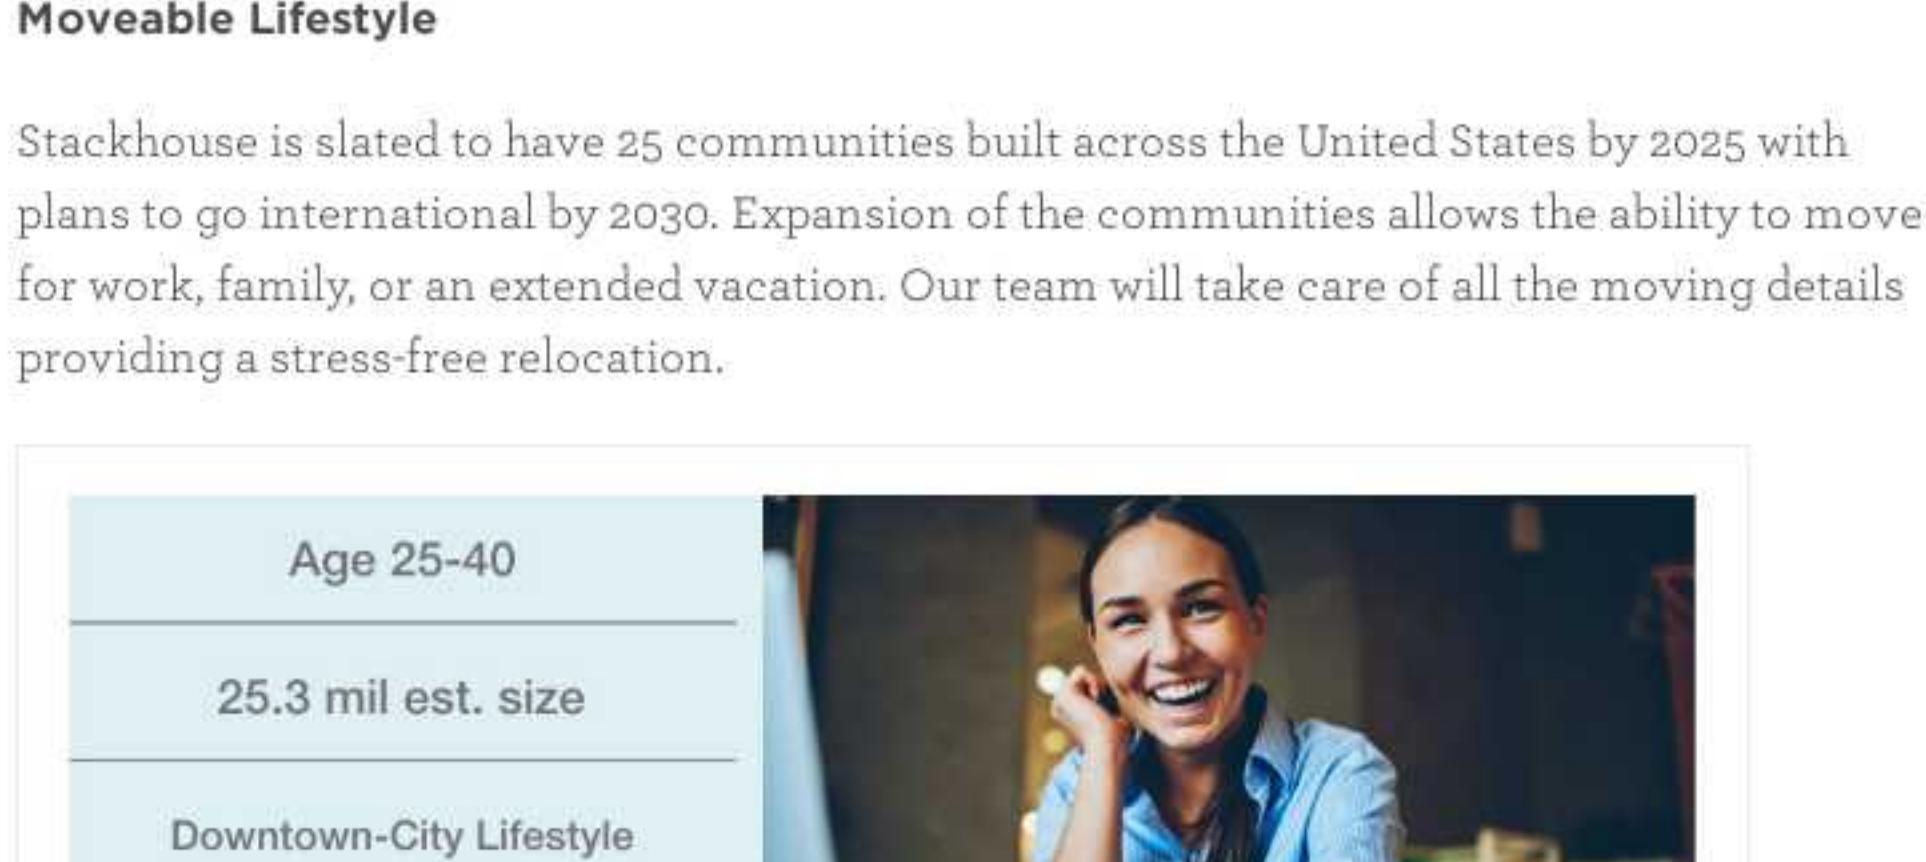 Moveable Lifestyle
Stackhouse is slated to have 25 communities built across the United States by 2025 with
plans to go international by 2030. Expansion of the communities allows the ability to move
for work, family, or an extended vacation. Our team will take care of all the moving details
providing a stress-free relocation.
Age 25-40
25.3 mil est. size
Downtown-City Lifestyle